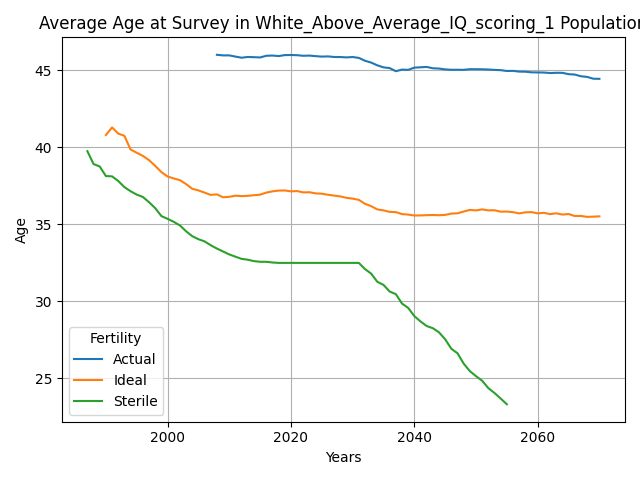 Average Age at Survey in White_Above_Average_IQ_scoring_1 Population
45
40
35
30
25
Age
Fertility
Actual
Ideal
Sterile
2000 2020 2040 2060
Years